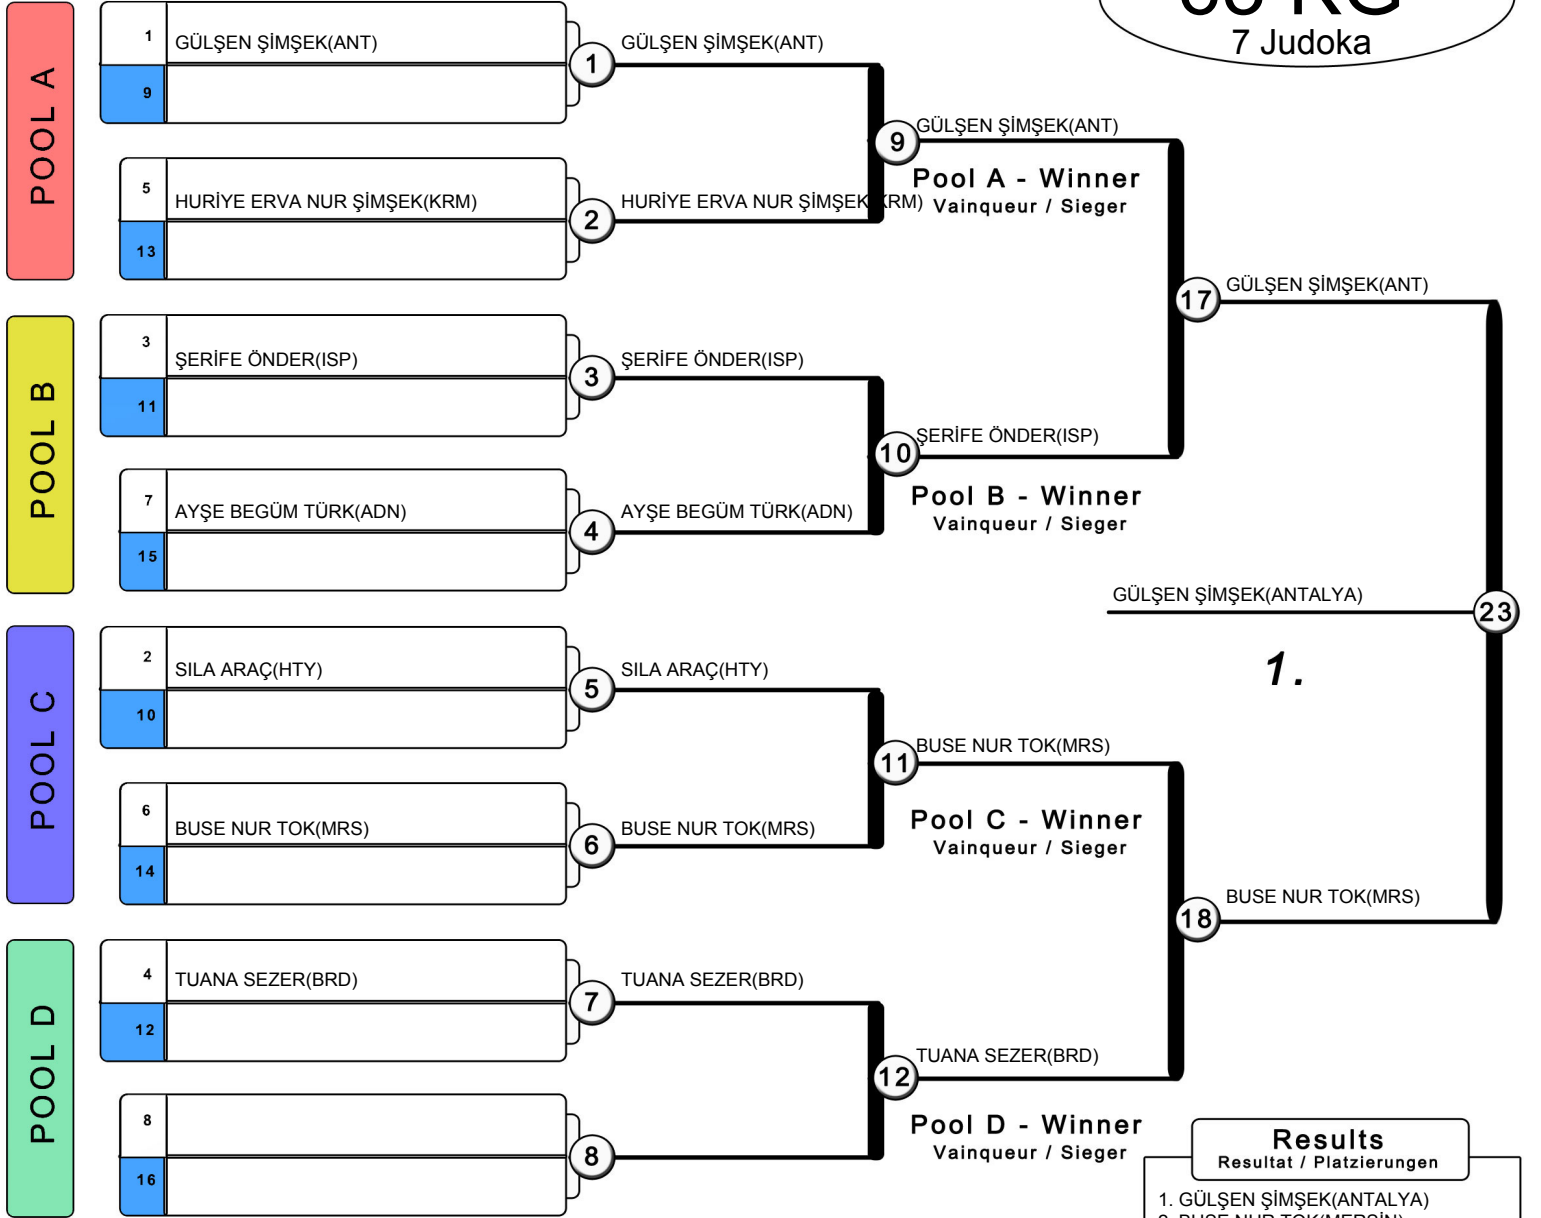 7 Judoka
POOL A
1 GÜLŞEN ŞİMŞEK(ANT)
9
1
GÜLŞEN ŞİMŞEK(ANT)
5 HURİYE ERVA NUR ŞİMŞEK(KRM)
13
2
HURİYE ERVA NUR ŞİMŞEK(KRM)
9
GÜLŞEN ŞİMŞEK(ANT)
Pool A - Winner
Vainqueur / Sieger
POOL B
3 ŞERİFE ÖNDER(ISP)
11
3
ŞERİFE ÖNDER(ISP)
7 AYŞE BEGÜM TÜRK(ADN)
15
4
AYŞE BEGÜM TÜRK(ADN)
10
ŞERİFE ÖNDER(ISP)
Pool B - Winner
Vainqueur / Sieger
17
GÜLŞEN ŞİMŞEK(ANT)
GÜLŞEN ŞİMŞEK(ANTALYA)
23
1.
POOL C
2 SILA ARAÇ(HTY)
10
5
SILA ARAÇ(HTY)
6 BUSE NUR TOK(MRS)
14
6
BUSE NUR TOK(MRS)
11
BUSE NUR TOK(MRS)
Pool C - Winner
Vainqueur / Sieger
18
BUSE NUR TOK(MRS)
POOL D
4 TUANA SEZER(BRD)
12
7
TUANA SEZER(BRD)
8
16
8
12
TUANA SEZER(BRD)
Pool D - Winner
Vainqueur / Sieger
Results
Resultat / Platzierungen
1. GÜLŞEN ŞİMŞEK(ANTALYA)
2. BUSE NUR TOK(MERSİN)